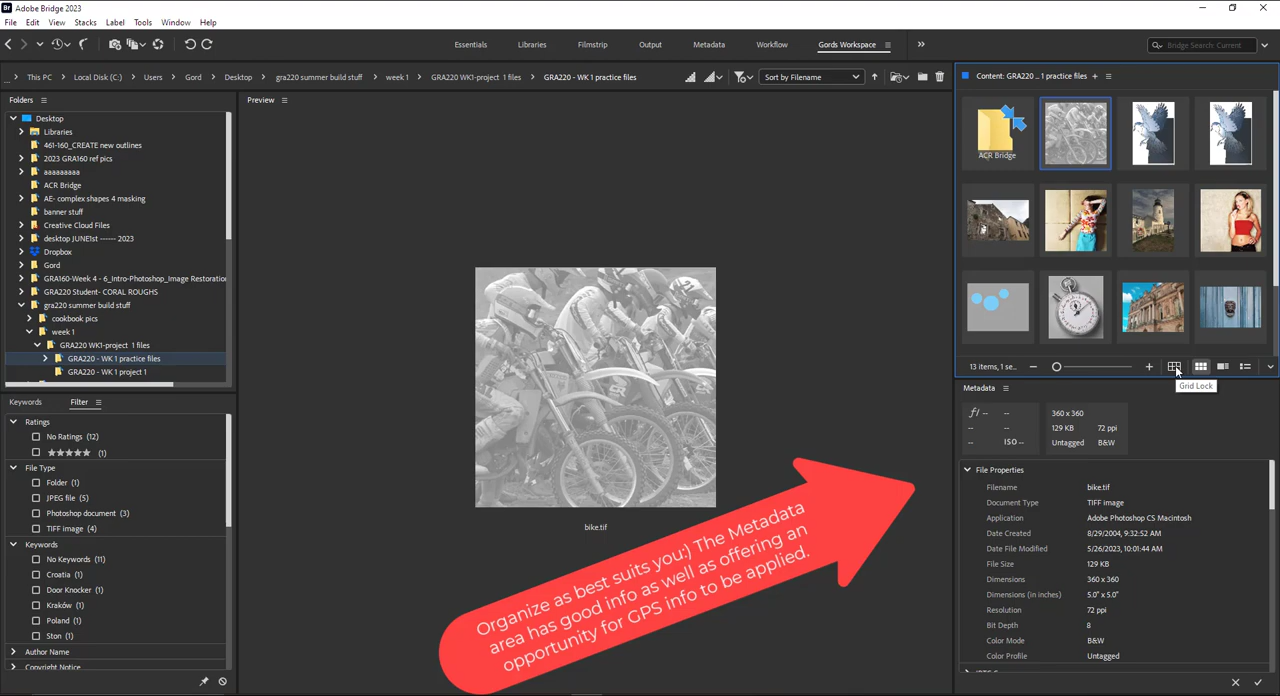 Br Adobe Bridge 2023
File Edit View Stacks Label Tools Window Help
Essentials Libraries Filmstrip Output Metadata Workflow Gords Workspace Bridge Search: Current
This PC Local Disk (C:) Users Gord Desktop gra220 summer build stuff week 1 GRA220 WK1-project 1 files GRA220 - WK 1 practice files Sort by Filename
Folders
Desktop
Libraries
461-160_CREATE new outlines
2023 GRA160 ref pics
aaaaaaaaa
ACR Bridge
AE- complex shapes 4 masking
banner stuff
Creative Cloud Files
desktop JUNE1st ------ 2023
Dropbox
Gord
GRA160-Week 4 - 6_Intro-Photoshop_Image Restoration
GRA220 Student- CORAL ROUGHS
gra220 summer build stuff
cookbook pics
week 1
GRA220 WK1-project 1 files
GRA220 - WK 1 practice files
GRA220 - WK 1 project 1
Keywords Filter
Ratings
No Ratings (12)
★★★★★ (1)
File Type
Folder (1)
JPEG file (5)
Photoshop document (3)
TIFF image (4)
Keywords
No Keywords (11)
Croatia (1)
Door Knocker (1)
Kraków (1)
Poland (1)
Ston (1)
Author Name
Copyright Notice
Preview
bike.tif
Organize as best suits you:) The Metadata
area has good info as well as offering an
opportunity for GPS info to be applied.
Content: GRA220 ... 1 practice files
ACR Bridge
13 items, 1 se...
Grid Lock
Metadata
f/ -- --
-- --
-- ISO --
360 x 360
129 KB 72 ppi
Untagged B&W
File Properties
Filename bike.tif
Document Type TIFF image
Application Adobe Photoshop CS Macintosh
Date Created 8/29/2004, 9:32:52 AM
Date File Modified 5/26/2023, 10:01:44 AM
File Size 129 KB
Dimensions 360 x 360
Dimensions (in inches) 5.0" x 5.0"
Resolution 72 ppi
Bit Depth 8
Color Mode B&W
Color Profile Untagged